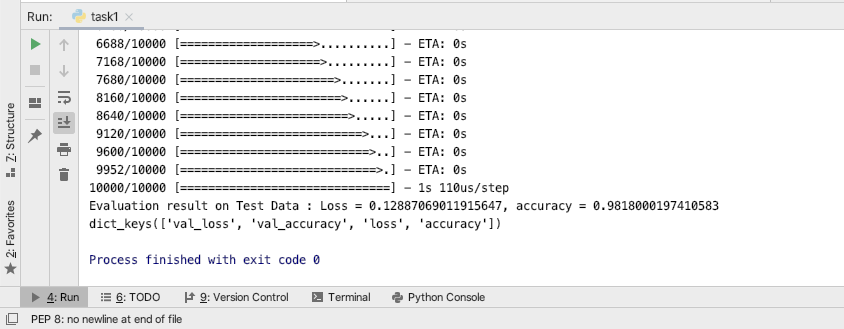 Run: task1
6688/10000 [====================>..........] - ETA: 0s
7168/10000 [=====================>.........] - ETA: 0s
7680/10000 [=======================>.......] - ETA: 0s
8160/10000 [========================>......] - ETA: 0s
8640/10000 [=========================>.....] - ETA: 0s
9120/10000 [===========================>...] - ETA: 0s
9600/10000 [============================>..] - ETA: 0s
9952/10000 [=============================>.] - ETA: 0s
10000/10000 [==============================] - 1s 110us/step
Evaluation result on Test Data : Loss = 0.12887069011915647, accuracy = 0.9818000197410583
dict_keys(['val_loss', 'val_accuracy', 'loss', 'accuracy'])
Process finished with exit code 0
7: Structure
2: Favorites
4: Run 6: TODO 9: Version Control Terminal Python Console
PEP 8: no newline at end of file